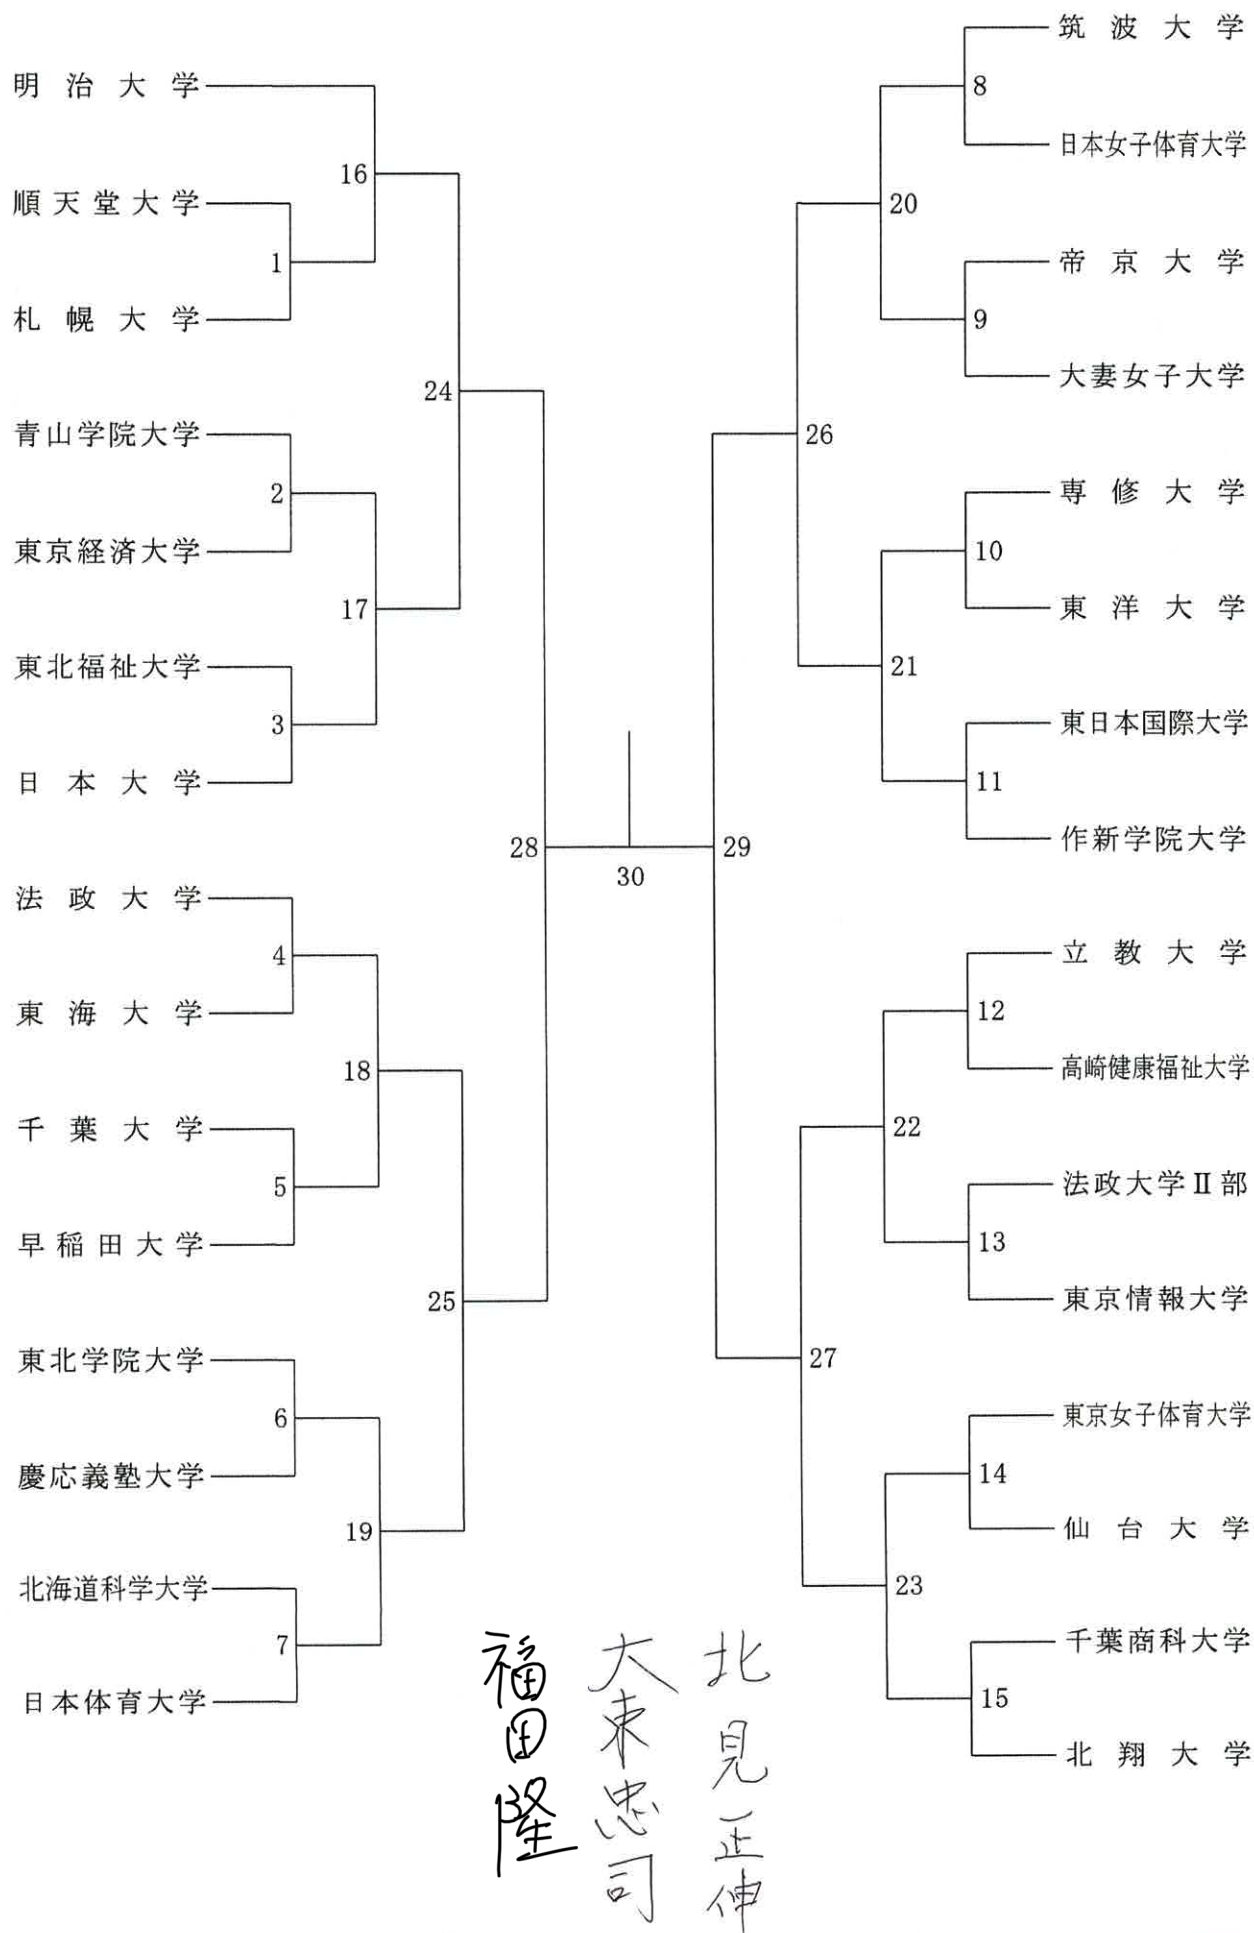 明治大学
順天堂大学
札幌大学
青山学院大学
東京経済大学
東北福祉大学
日本大学
法政大学
東海大学
千葉大学
早稲田大学
東北学院大学
慶応義塾大学
北海道科学大学
日本体育大学
1
2
3
4
5
6
7
16
17
18
19
24
25
28
30
29
26
27
20
21
22
23
8
9
10
11
12
13
14
15
筑波大学
日本女子体育大学
帝京大学
大妻女子大学
専修大学
東洋大学
東日本国際大学
作新学院大学
立教大学
高崎健康福祉大学
法政大学Ⅱ部
東京情報大学
東京女子体育大学
仙台大学
千葉商科大学
北翔大学
北見正伸
大束忠司
福田隆